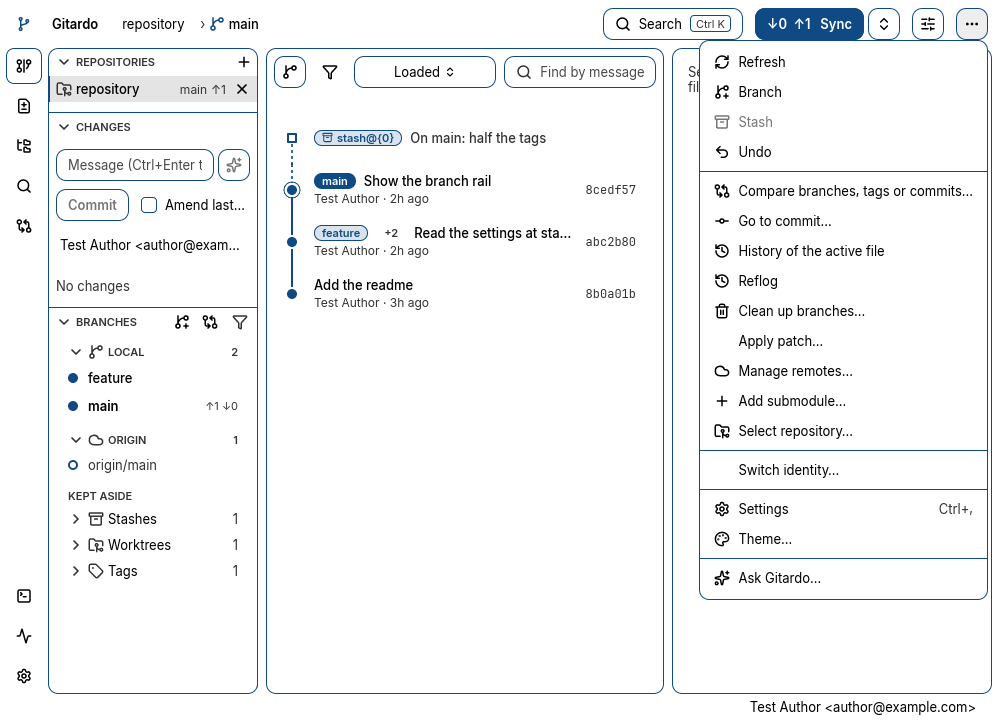 Gitardo repository › main Search Ctrl K ↓0 ↑1 Sync
REPOSITORIES
repository main ↑1
CHANGES
Message (Ctrl+Enter t
Commit Amend last...
Test Author <author@exam...
No changes
BRANCHES
LOCAL 2
feature
main ↑1 ↓0
ORIGIN 1
origin/main
KEPT ASIDE
Stashes 1
Worktrees 1
Tags 1
Loaded Find by message
stash@{0} On main: half the tags
main Show the branch rail
Test Author · 2h ago 8cedf57
feature +2 Read the settings at sta...
Test Author · 2h ago abc2b80
Add the readme
Test Author · 3h ago 8b0a01b
Refresh
Branch
Stash
Undo
Compare branches, tags or commits...
Go to commit...
History of the active file
Reflog
Clean up branches...
Apply patch...
Manage remotes...
Add submodule...
Select repository...
Switch identity...
Settings Ctrl+,
Theme...
Ask Gitardo...
Test Author <author@example.com>